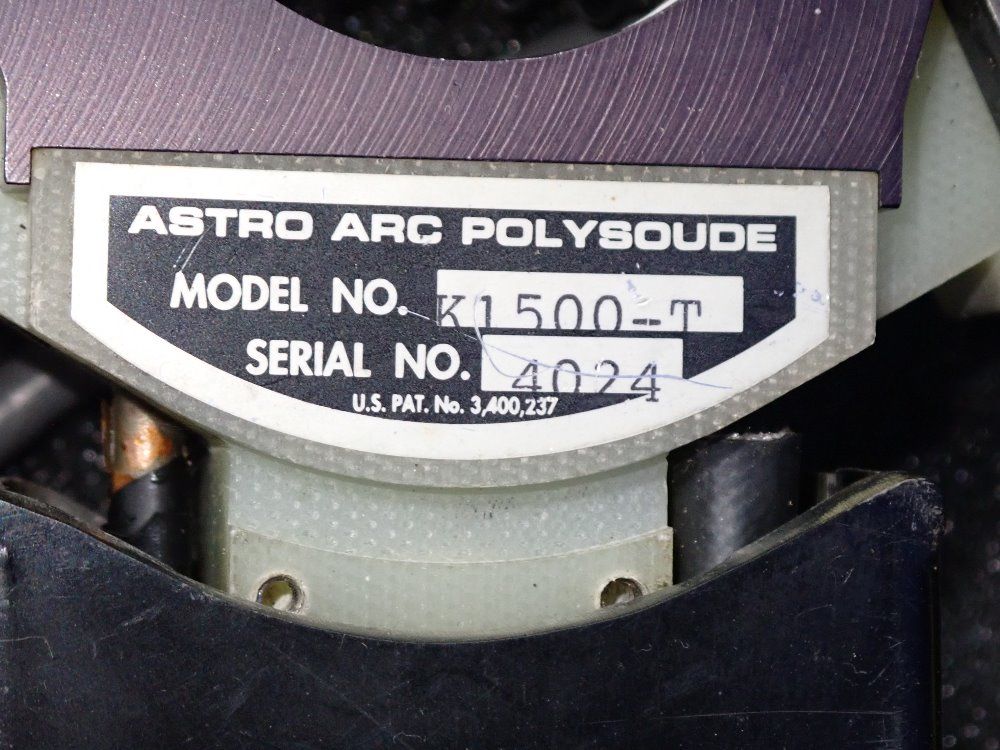 ASTRO ARC POLYSOUDE
MODEL NO. K1500-T
SERIAL NO. 4024
U.S. PAT. No. 3,400,237